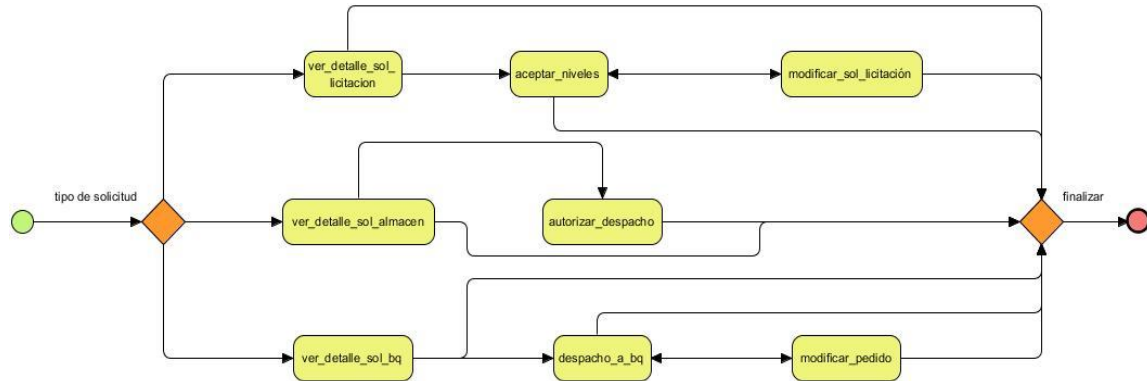 ver_detalle_sol_
licitacion
aceptar_niveles
modificar_sol_licitación
tipo de solicitud
finalizar
ver_detalle_sol_almacen
autorizar_despacho
ver_detalle_sol_bq
despacho_a_bq
modificar_pedido